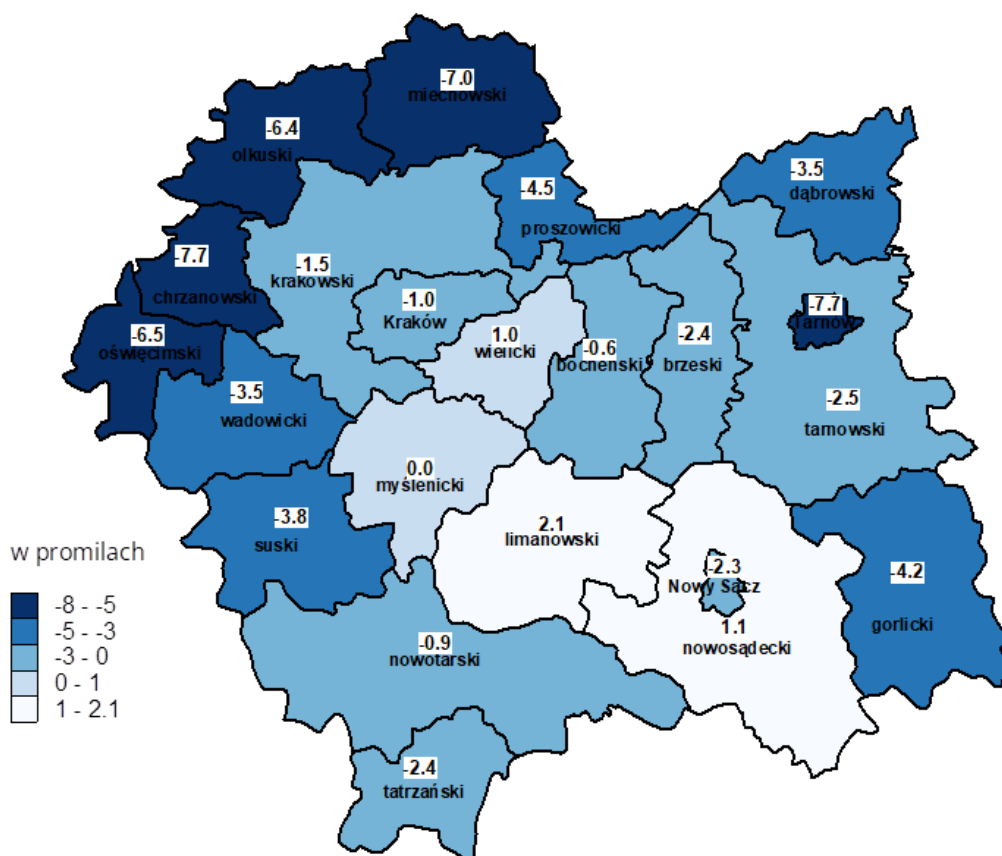 -7.0
miechowski
-6.4
olkuski
-3.5
dąbrowski
-4.5
proszowicki
-7.7
chrzanowski
-1.5
krakowski
-1.0
Kraków
1.0
wielicki
-0.6
bocheński
-2.4
brzeski
-7.7
Tarnów
-6.5
oświęcimski
-3.5
wadowicki
-2.5
tarnowski
0.0
myślenicki
-3.8
suski
2.1
limanowski
-2.3
Nowy Sącz
1.1
nowosądecki
-4.2
gorlicki
-0.9
nowotarski
-2.4
tatrzański
w promilach
-8 - -5
-5 - -3
-3 - 0
0 - 1
1 - 2.1